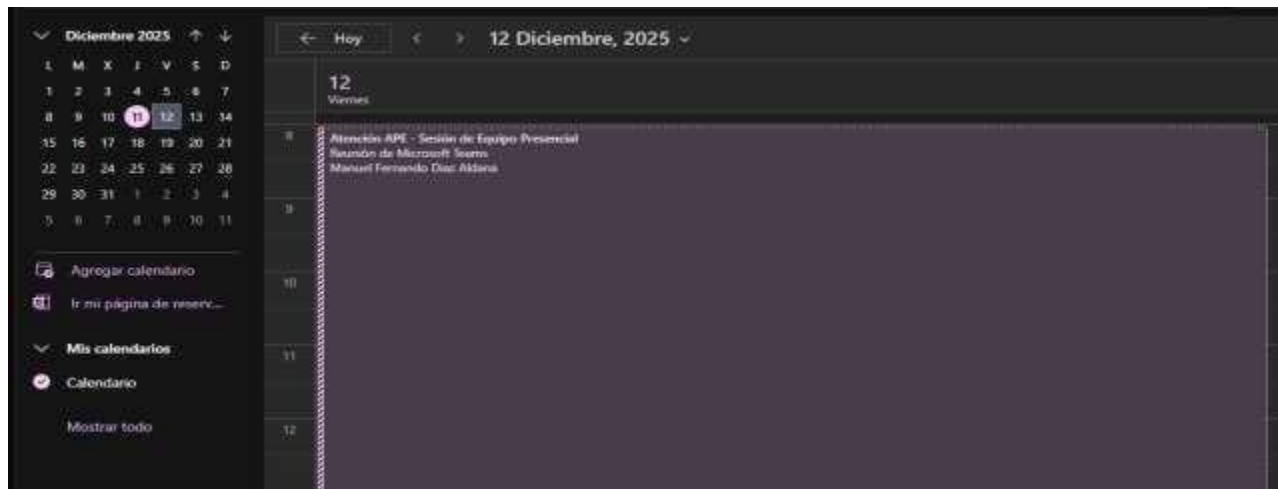 Diciembre 2025
L M X J V S D
1 2 3 4 5 6 7
8 9 10 11 12 13 14
15 16 17 18 19 20 21
22 23 24 25 26 27 28
29 30 31 1 2 3 4
5 6 7 8 9 10 11
Agregar calendario
Ir mi página de reserv...
Mis calendarios
Calendario
Mostrar todo
Hoy
12 Diciembre, 2025
12
Viernes
8
Atención APE - Sesión de Equipo Presencial
Reunión de Microsoft Teams
Manuel Fernando Diaz Aldana
9
10
11
12